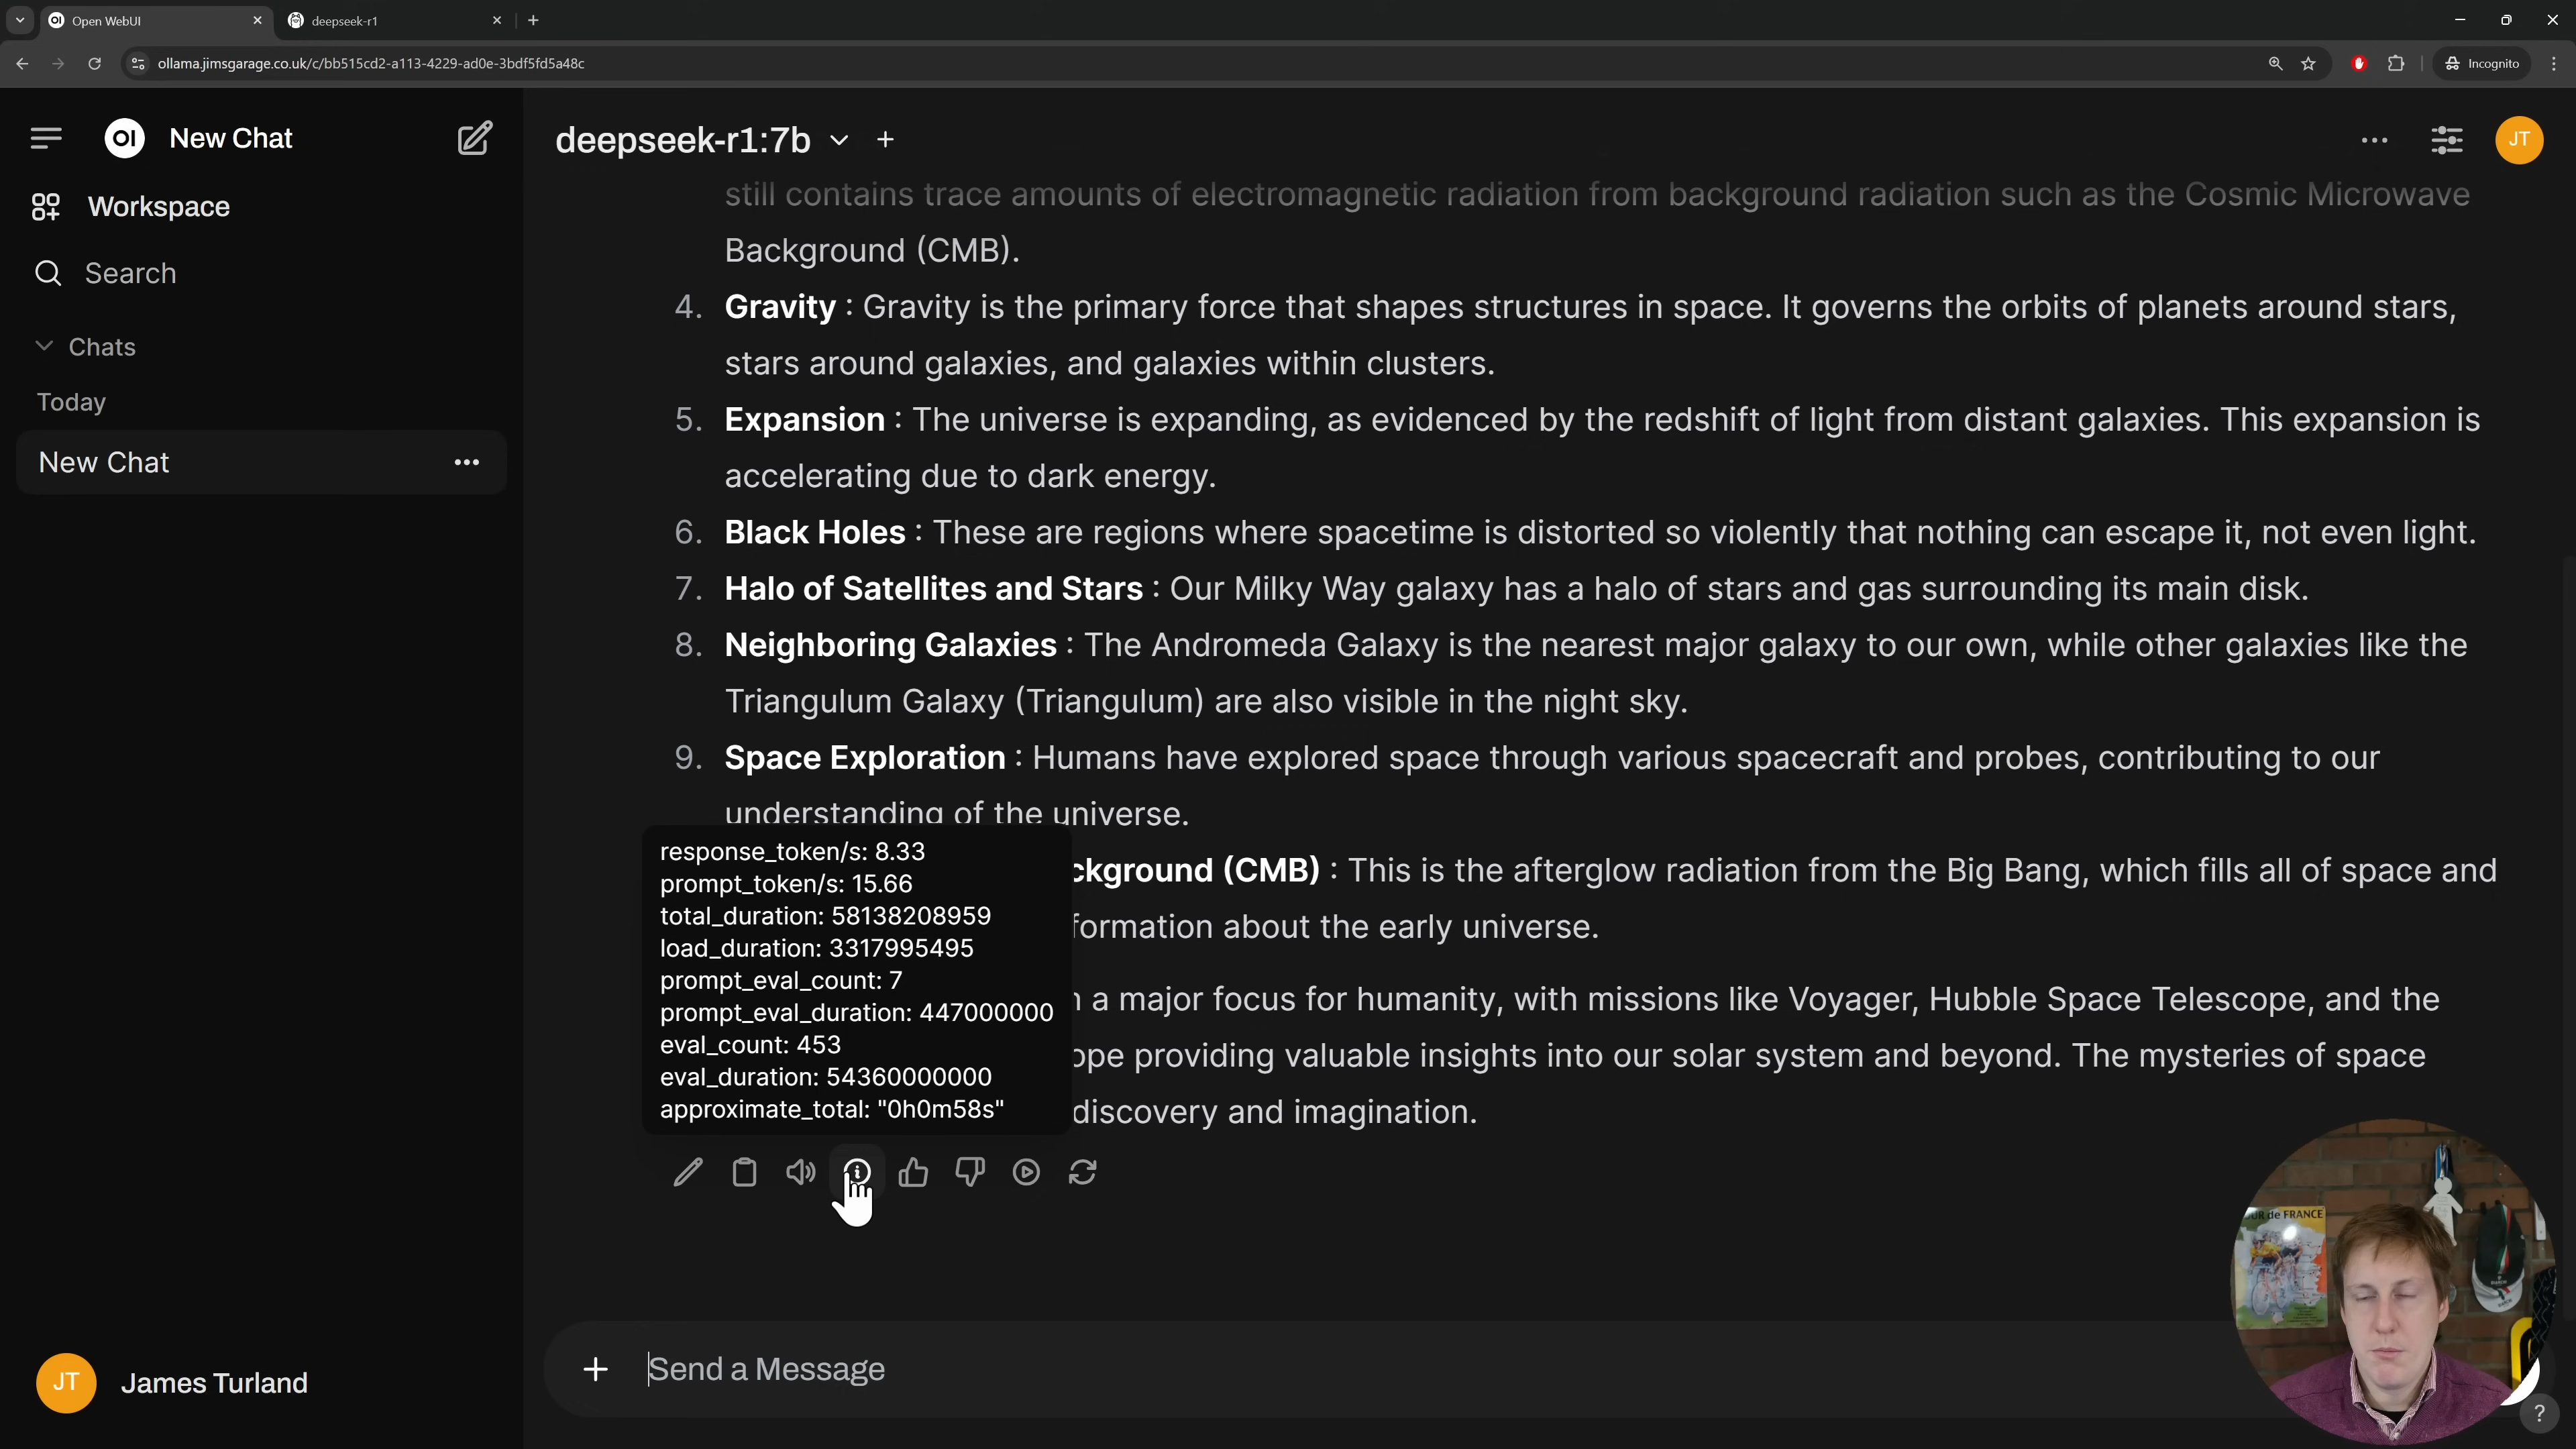 Open WebUI
deepseek-r1
ollama.jimsgarage.co.uk/c/bb515cd2-a113-4229-ad0e-3bdf5fd5a48c
Incognito
OI
New Chat
Workspace
Search
Chats
Today
New Chat
JT
James Turland
deepseek-r1:7b
JT
still contains trace amounts of electromagnetic radiation from background radiation such as the Cosmic Microwave
Background (CMB).
4. Gravity : Gravity is the primary force that shapes structures in space. It governs the orbits of planets around stars,
stars around galaxies, and galaxies within clusters.
5. Expansion : The universe is expanding, as evidenced by the redshift of light from distant galaxies. This expansion is
accelerating due to dark energy.
6. Black Holes : These are regions where spacetime is distorted so violently that nothing can escape it, not even light.
7. Halo of Satellites and Stars : Our Milky Way galaxy has a halo of stars and gas surrounding its main disk.
8. Neighboring Galaxies : The Andromeda Galaxy is the nearest major galaxy to our own, while other galaxies like the
Triangulum Galaxy (Triangulum) are also visible in the night sky.
9. Space Exploration : Humans have explored space through various spacecraft and probes, contributing to our
understanding of the universe.
ckground (CMB) : This is the afterglow radiation from the Big Bang, which fills all of space and
formation about the early universe.
a major focus for humanity, with missions like Voyager, Hubble Space Telescope, and the
ope providing valuable insights into our solar system and beyond. The mysteries of space
discovery and imagination.
response_token/s: 8.33
prompt_token/s: 15.66
total_duration: 58138208959
load_duration: 3317995495
prompt_eval_count: 7
prompt_eval_duration: 447000000
eval_count: 453
eval_duration: 54360000000
approximate_total: "0h0m58s"
Send a Message
UR de FRANCE
?